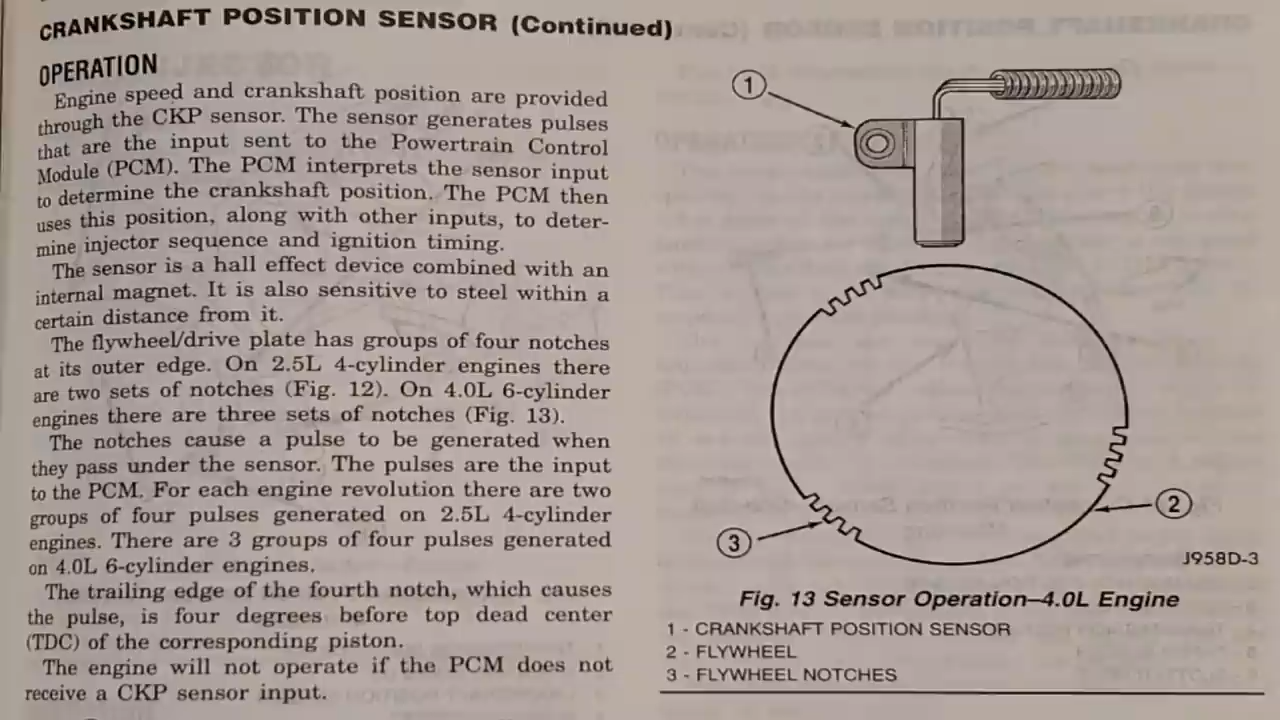 CRANKSHAFT POSITION SENSOR (Continued)
OPERATION
Engine speed and crankshaft position are provided
through the CKP sensor. The sensor generates pulses
that are the input sent to the Powertrain Control
Module (PCM). The PCM interprets the sensor input
to determine the crankshaft position. The PCM then
uses this position, along with other inputs, to deter-
mine injector sequence and ignition timing.
The sensor is a hall effect device combined with an
internal magnet. It is also sensitive to steel within a
certain distance from it.
The flywheel/drive plate has groups of four notches
at its outer edge. On 2.5L 4-cylinder engines there
are two sets of notches (Fig. 12). On 4.0L 6-cylinder
engines there are three sets of notches (Fig. 13).
The notches cause a pulse to be generated when
they pass under the sensor. The pulses are the input
to the PCM. For each engine revolution there are two
groups of four pulses generated on 2.5L 4-cylinder
engines. There are 3 groups of four pulses generated
on 4.0L 6-cylinder engines.
The trailing edge of the fourth notch, which causes
the pulse, is four degrees before top dead center
(TDC) of the corresponding piston.
The engine will not operate if the PCM does not
receive a CKP sensor input.
1
2
3
J958D-3
Fig. 13 Sensor Operation–4.0L Engine
1 - CRANKSHAFT POSITION SENSOR
2 - FLYWHEEL
3 - FLYWHEEL NOTCHES